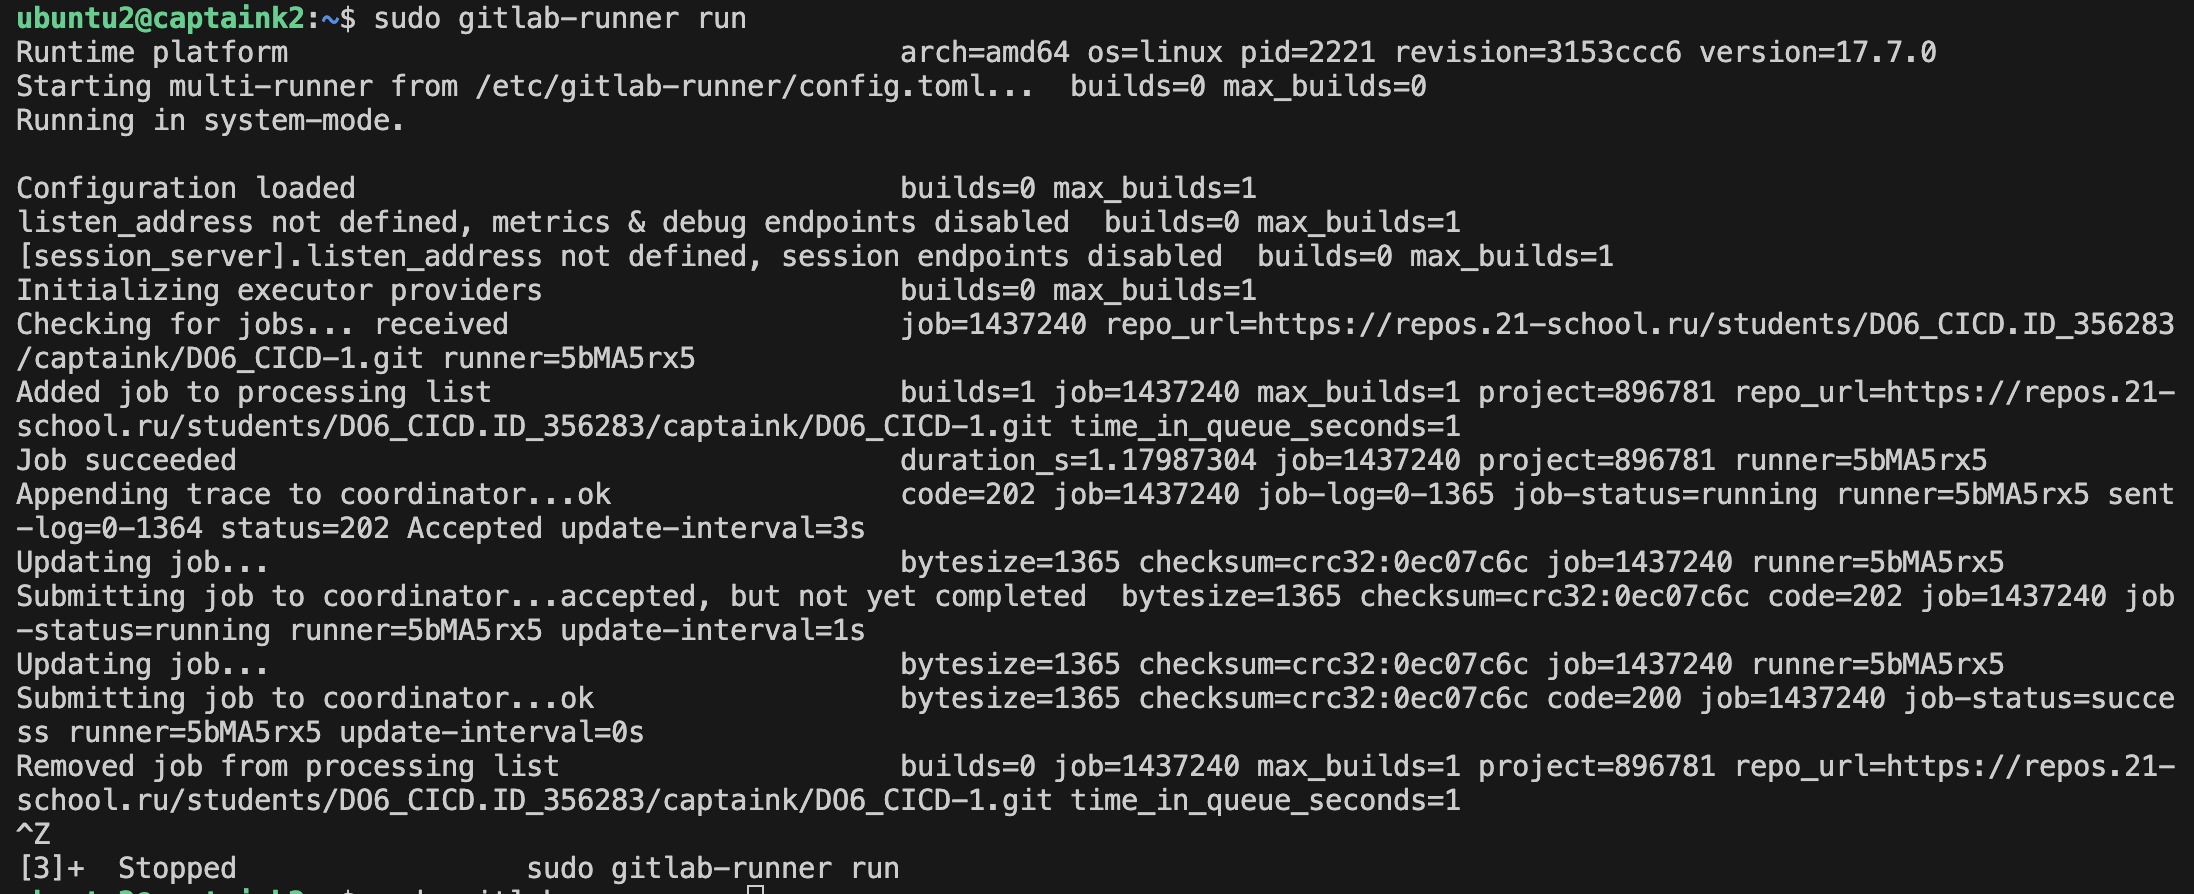 ubuntu2@captaink2:~$ sudo gitlab-runner run
Runtime platform                                    arch=amd64 os=linux pid=2221 revision=3153ccc6 version=17.7.0
Starting multi-runner from /etc/gitlab-runner/config.toml...  builds=0 max_builds=0
Running in system-mode.

Configuration loaded                                builds=0 max_builds=1
listen_address not defined, metrics & debug endpoints disabled  builds=0 max_builds=1
[session_server].listen_address not defined, session endpoints disabled  builds=0 max_builds=1
Initializing executor providers                     builds=0 max_builds=1
Checking for jobs... received                       job=1437240 repo_url=https://repos.21-school.ru/students/DO6_CICD.ID_356283
/captaink/DO6_CICD-1.git runner=5bMA5rx5
Added job to processing list                        builds=1 job=1437240 max_builds=1 project=896781 repo_url=https://repos.21-
school.ru/students/DO6_CICD.ID_356283/captaink/DO6_CICD-1.git time_in_queue_seconds=1
Job succeeded                                       duration_s=1.17987304 job=1437240 project=896781 runner=5bMA5rx5
Appending trace to coordinator...ok                 code=202 job=1437240 job-log=0-1365 job-status=running runner=5bMA5rx5 sent
-log=0-1364 status=202 Accepted update-interval=3s
Updating job...                                     bytesize=1365 checksum=crc32:0ec07c6c job=1437240 runner=5bMA5rx5
Submitting job to coordinator...accepted, but not yet completed  bytesize=1365 checksum=crc32:0ec07c6c code=202 job=1437240 job
-status=running runner=5bMA5rx5 update-interval=1s
Updating job...                                     bytesize=1365 checksum=crc32:0ec07c6c job=1437240 runner=5bMA5rx5
Submitting job to coordinator...ok                  bytesize=1365 checksum=crc32:0ec07c6c code=200 job=1437240 job-status=succe
ss runner=5bMA5rx5 update-interval=0s
Removed job from processing list                    builds=0 job=1437240 max_builds=1 project=896781 repo_url=https://repos.21-
school.ru/students/DO6_CICD.ID_356283/captaink/DO6_CICD-1.git time_in_queue_seconds=1
^Z
[3]+  Stopped                 sudo gitlab-runner run